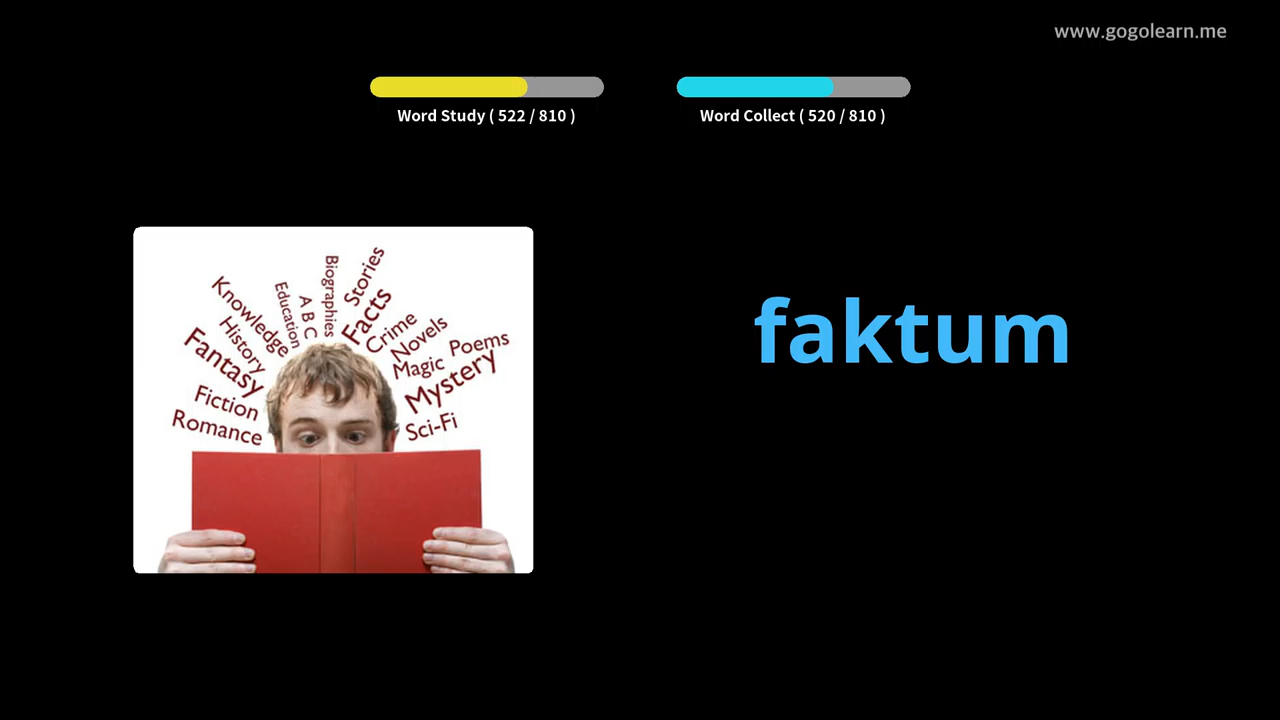 www.gogolearn.me
Word Study ( 522 / 810 )
Word Collect ( 520 / 810 )
faktum
Romance
Fiction
Fantasy
History
Knowledge
Education
A B C
Biographies
Stories
Facts
Crime
Novels
Magic
Poems
Mystery
Sci-Fi